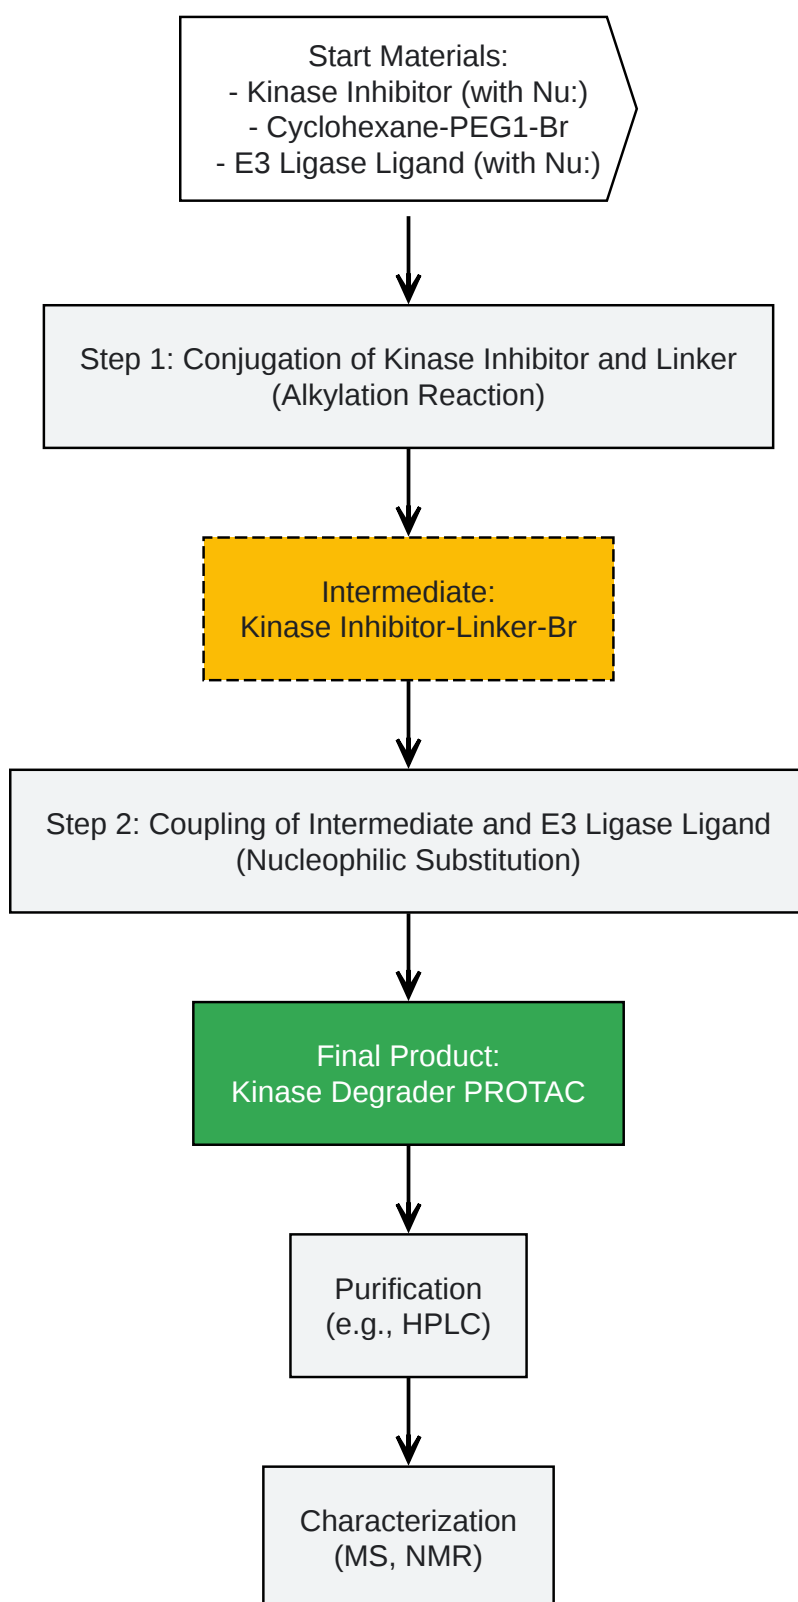 Start Materials:
- Kinase Inhibitor (with Nu:)
- Cyclohexane-PEG1-Br
- E3 Ligase Ligand (with Nu:)
Step 1: Conjugation of Kinase Inhibitor and Linker
(Alkylation Reaction)
Intermediate:
Kinase Inhibitor-Linker-Br
Step 2: Coupling of Intermediate and E3 Ligase Ligand
(Nucleophilic Substitution)
Final Product:
Kinase Degrader PROTAC
Purification
(e.g., HPLC)
Characterization
(MS, NMR)